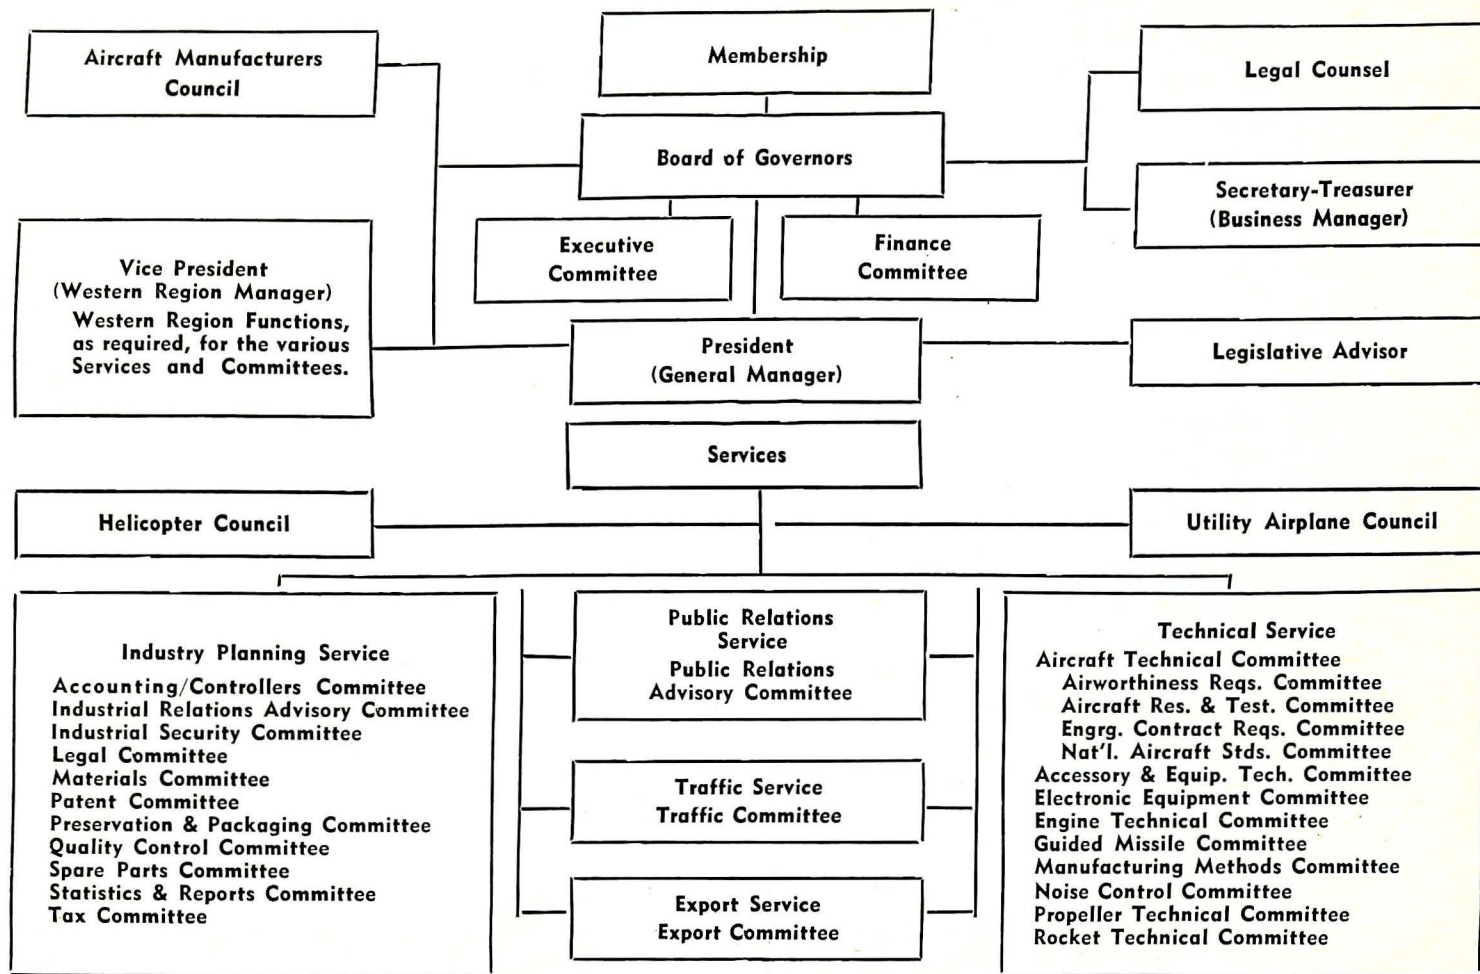 Aircraft Manufacturers
Council
Membership
Legal Counsel
Board of Governors
Secretary-Treasurer
(Business Manager)
Executive
Committee
Finance
Committee
Vice President
(Western Region Manager)
Western Region Functions,
as required, for the various
Services and Committees.
President
(General Manager)
Legislative Advisor
Services
Helicopter Council
Utility Airplane Council
Industry Planning Service
Accounting/Controllers Committee
Industrial Relations Advisory Committee
Industrial Security Committee
Legal Committee
Materials Committee
Patent Committee
Preservation & Packaging Committee
Quality Control Committee
Spare Parts Committee
Statistics & Reports Committee
Tax Committee
Public Relations
Service
Public Relations
Advisory Committee
Traffic Service
Traffic Committee
Export Service
Export Committee
Technical Service
Aircraft Technical Committee
Airworthiness Reqs. Committee
Aircraft Res. & Test. Committee
Engrg. Contract Reqs. Committee
Nat'l. Aircraft Stds. Committee
Accessory & Equip. Tech. Committee
Electronic Equipment Committee
Engine Technical Committee
Guided Missile Committee
Manufacturing Methods Committee
Noise Control Committee
Propeller Technical Committee
Rocket Technical Committee